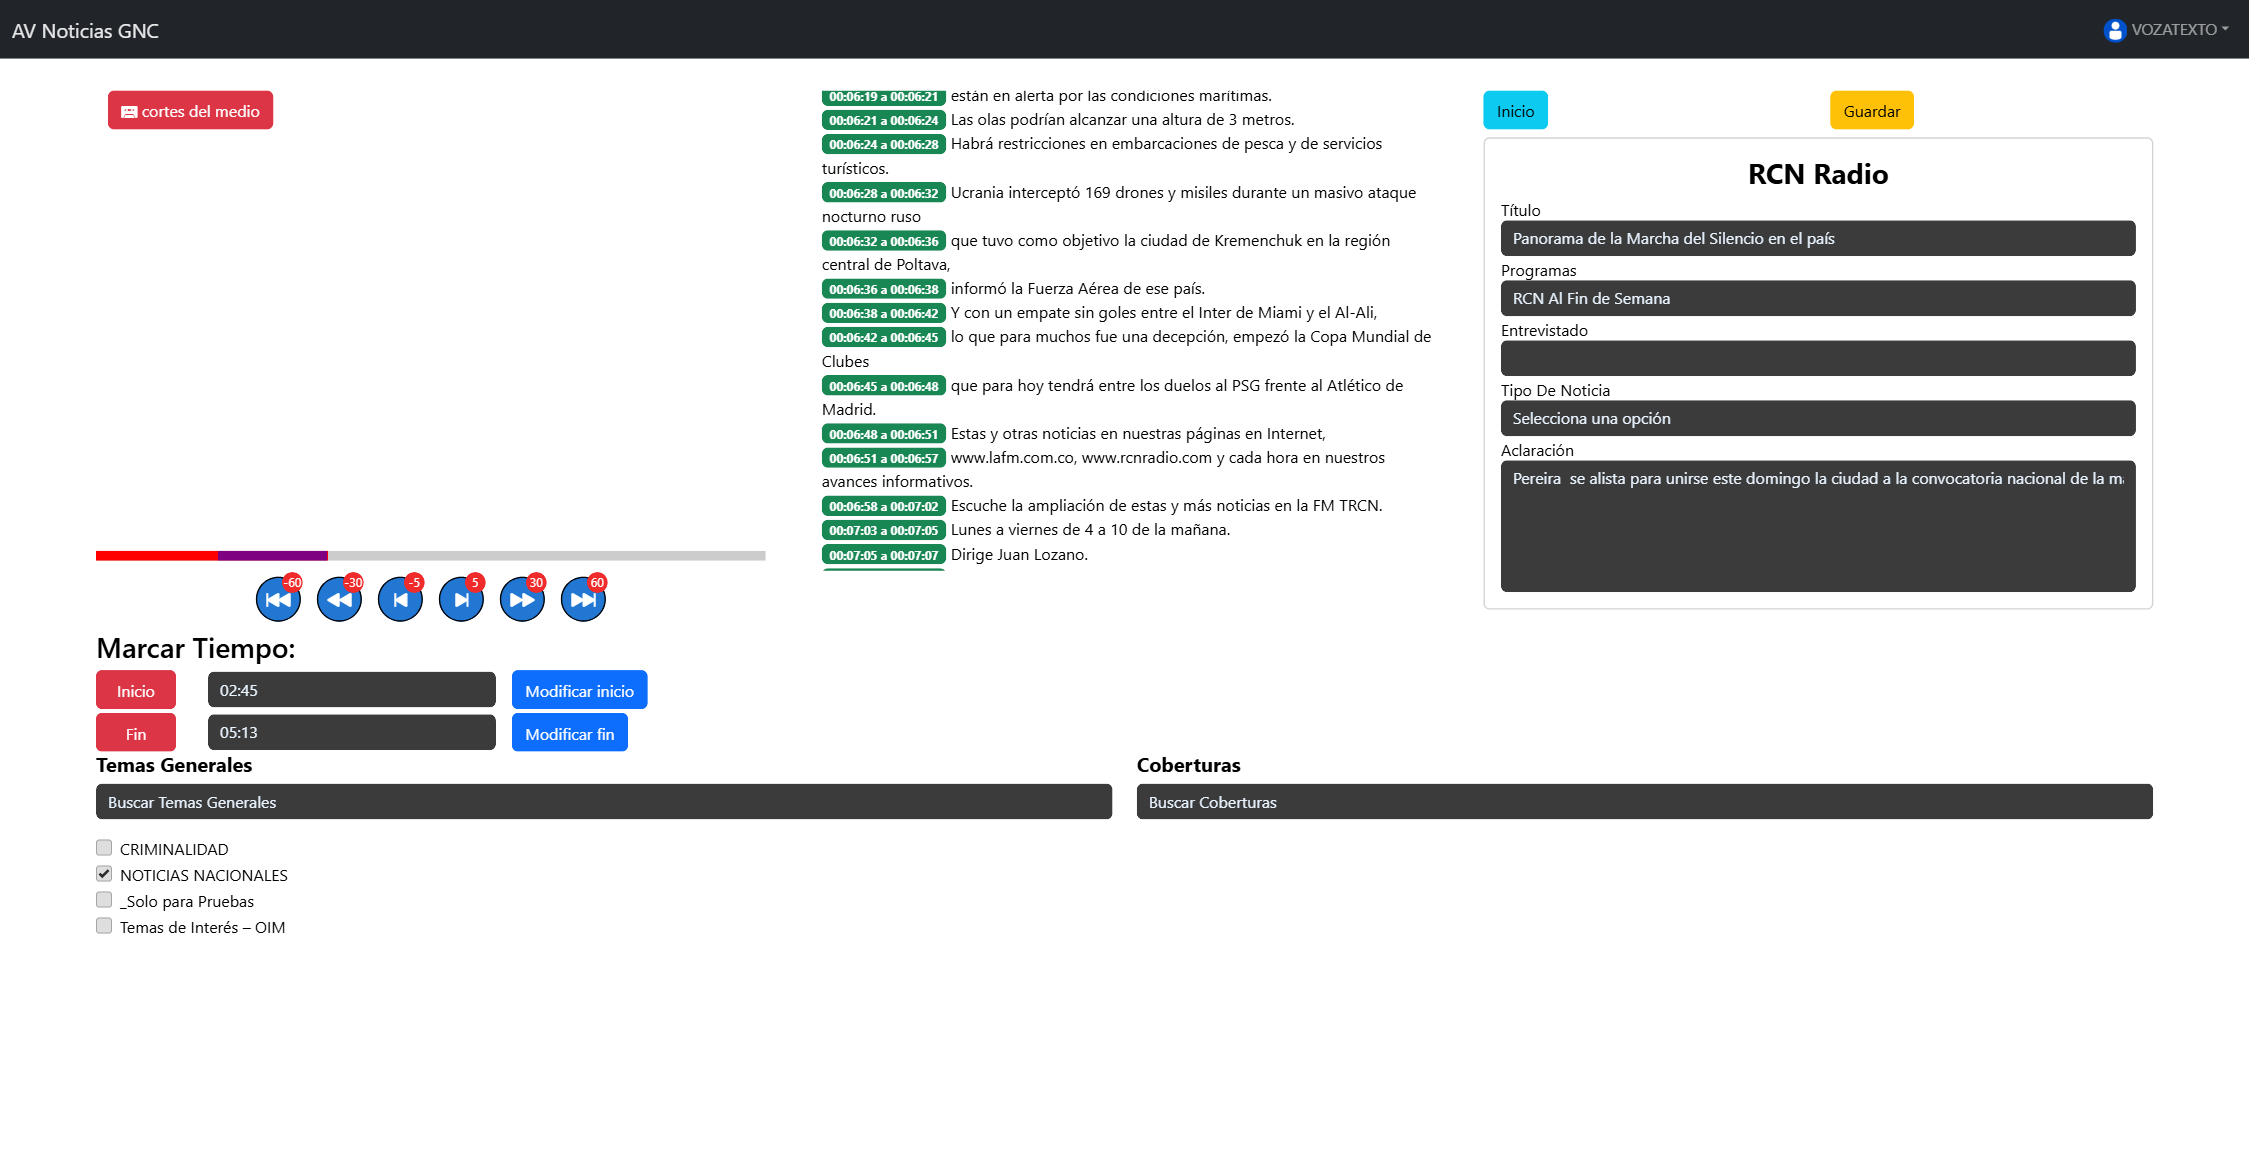 AV Noticias GNC
VOZATEXTO
cortes del medio
-60
-30
-5
5
30
60
Marcar Tiempo:
Inicio
02:45
Modificar inicio
Fin
05:13
Modificar fin
00:06:19 a 00:06:21 están en alerta por las condiciones marítimas.
00:06:21 a 00:06:24 Las olas podrían alcanzar una altura de 3 metros.
00:06:24 a 00:06:28 Habrá restricciones en embarcaciones de pesca y de servicios
turísticos.
00:06:28 a 00:06:32 Ucrania interceptó 169 drones y misiles durante un masivo ataque
nocturno ruso
00:06:32 a 00:06:36 que tuvo como objetivo la ciudad de Kremenchuk en la región
central de Poltava,
00:06:36 a 00:06:38 informó la Fuerza Aérea de ese país.
00:06:38 a 00:06:42 Y con un empate sin goles entre el Inter de Miami y el Al-Ali,
00:06:42 a 00:06:45 lo que para muchos fue una decepción, empezó la Copa Mundial de
Clubes
00:06:45 a 00:06:48 que para hoy tendrá entre los duelos al PSG frente al Atlético de
Madrid.
00:06:48 a 00:06:51 Estas y otras noticias en nuestras páginas en Internet,
00:06:51 a 00:06:57 www.lafm.com.co, www.rcnradio.com y cada hora en nuestros
avances informativos.
00:06:58 a 00:07:02 Escuche la ampliación de estas y más noticias en la FM TRCN.
00:07:03 a 00:07:05 Lunes a viernes de 4 a 10 de la mañana.
00:07:05 a 00:07:07 Dirige Juan Lozano.
Inicio
Guardar
RCN Radio
Título
Panorama de la Marcha del Silencio en el país
Programas
RCN Al Fin de Semana
Entrevistado
Tipo De Noticia
Selecciona una opción
Aclaración
Pereira  se alista para unirse este domingo la ciudad a la convocatoria nacional de la
Temas Generales
Buscar Temas Generales
CRIMINALIDAD
NOTICIAS NACIONALES
_Solo para Pruebas
Temas de Interés – OIM
Coberturas
Buscar Coberturas